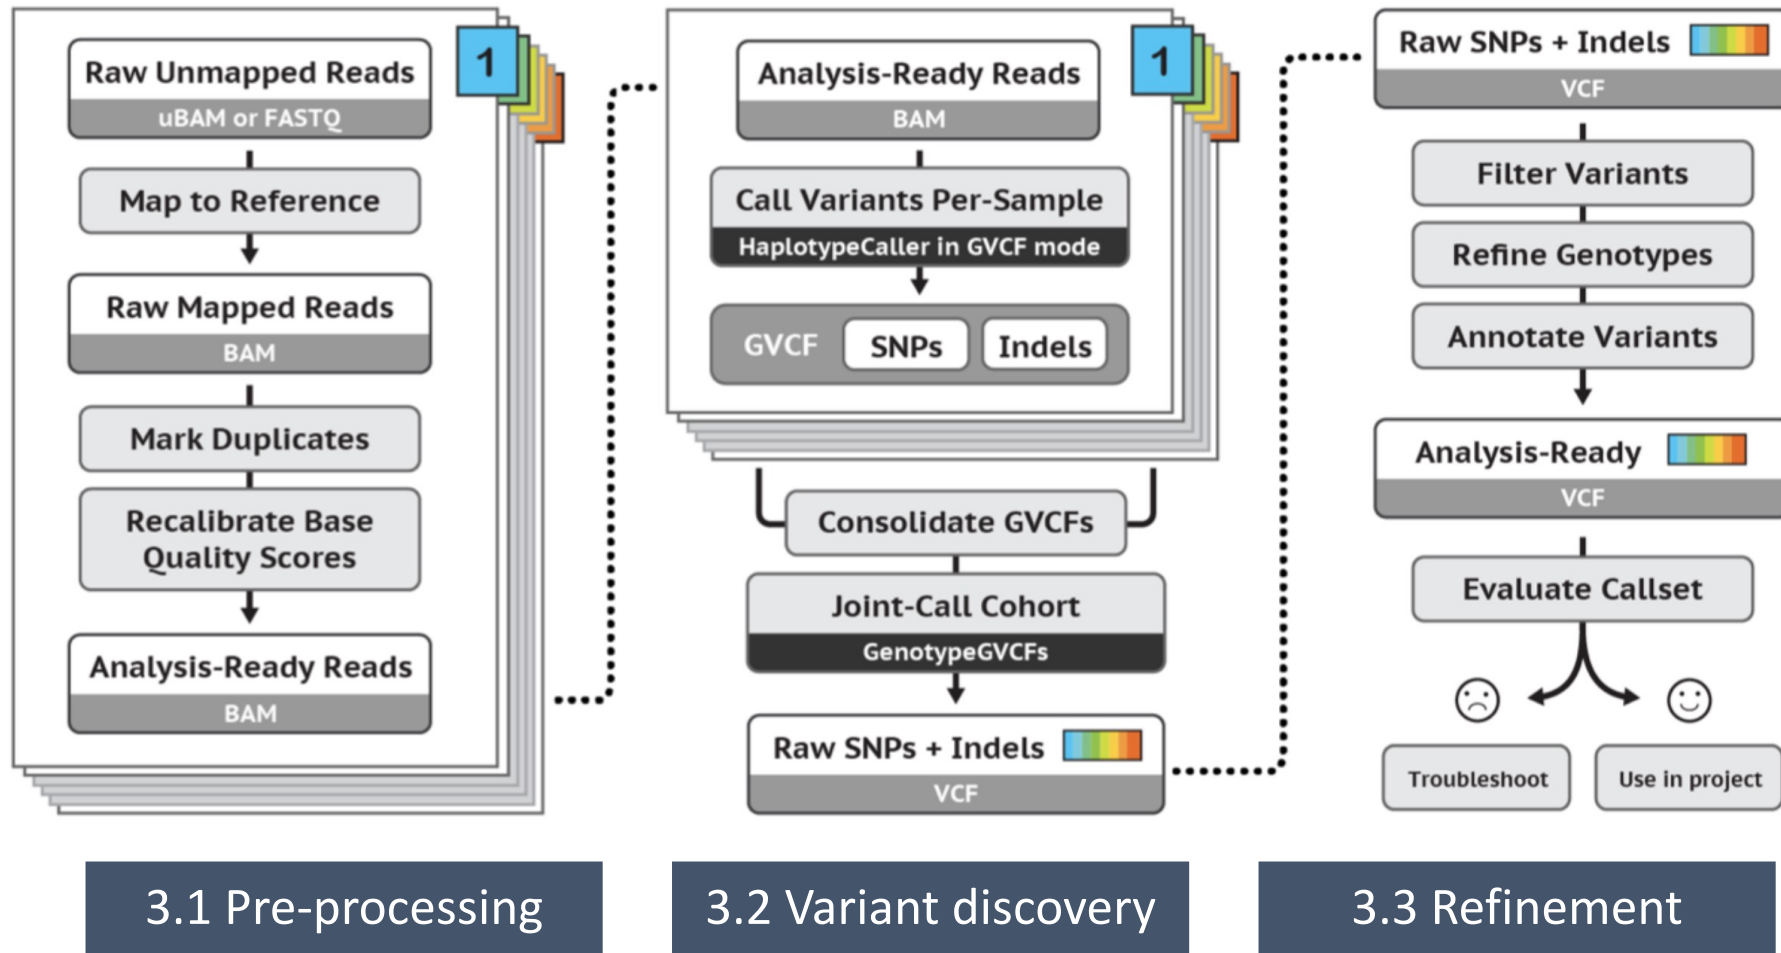 Raw Unmapped Reads
1
uBAM or FASTQ
Map to Reference
Raw Mapped Reads
BAM
Mark Duplicates
Recalibrate Base
Quality Scores
Analysis-Ready Reads
BAM
3.1 Pre-processing
Analysis-Ready Reads
1
BAM
Call Variants Per-Sample
HaplotypeCaller in GVCF mode
GVCF SNPs Indels
Consolidate GVCFs
Joint-Call Cohort
GenotypeGVCFs
Raw SNPs + Indels
VCF
3.2 Variant discovery
Raw SNPs + Indels
VCF
Filter Variants
Refine Genotypes
Annotate Variants
Analysis-Ready
VCF
Evaluate Callset
Troubleshoot
Use in project
3.3 Refinement